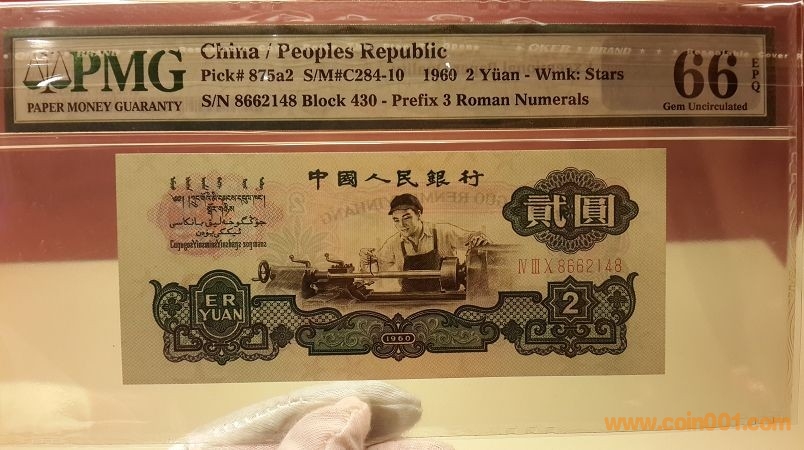 PMG
PAPER MONEY GUARANTY
China / Peoples Republic
Pick# 875a2 S/M#C284-10 1960 2 Yüan - Wmk: Stars
S/N 8662148 Block 430 - Prefix 3 Roman Numerals
66 EPQ
Gem Uncirculated
中國人民銀行
貳圓
IV III X 8662148
ER
YUAN
1960
2
www.coin001.com